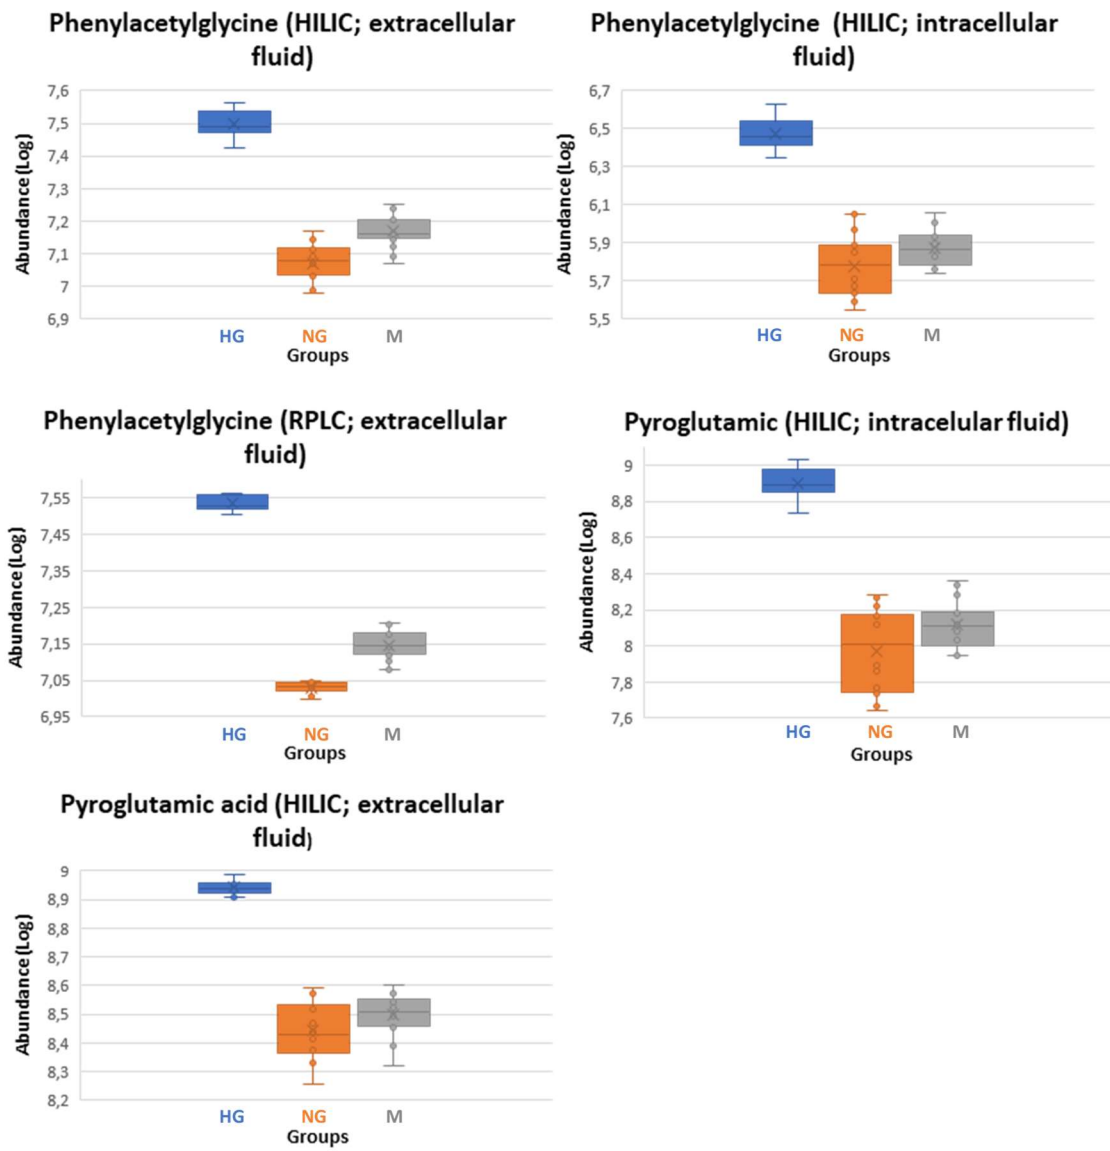 Phenylacetylglycine (HILIC; extracellular
fluid)
Abundance (Log)
7,6
7,5
7,4
7,3
7,2
7,1
7
6,9
HG NG M
Groups
Phenylacetylglycine (HILIC; intracellular
fluid)
Abundance (Log)
6,7
6,5
6,3
6,1
5,9
5,7
5,5
HG NG M
Groups
Phenylacetylglycine (RPLC; extracellular
fluid)
Abundance (Log)
7,55
7,45
7,35
7,25
7,15
7,05
6,95
HG NG M
Groups
Pyroglutamic (HILIC; intracelular fluid)
Abundance (Log)
9
8,8
8,6
8,4
8,2
8
7,8
7,6
HG NG M
Groups
Pyroglutamic acid (HILIC; extracellular
fluid)
Abundance (Log)
9
8,9
8,8
8,7
8,6
8,5
8,4
8,3
8,2
HG NG M
Groups